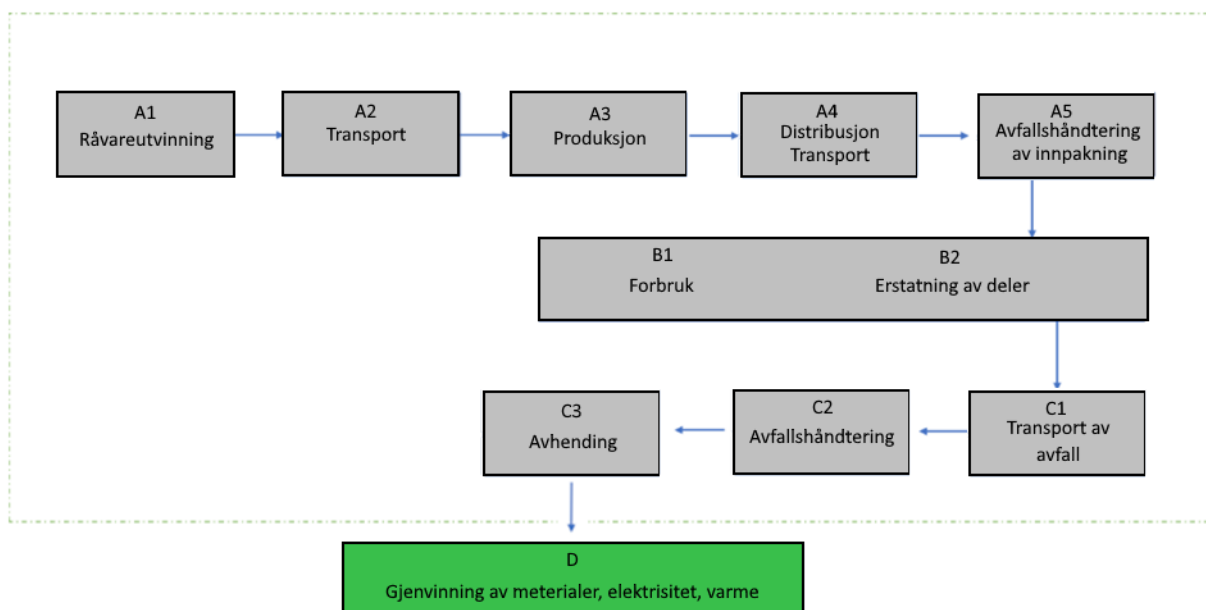 A1
Råvareutvinning
A2
Transport
A3
Produksjon
A4
Distribusjon
Transport
A5
Avfallshåndtering
av innpakning
B1
Forbruk
B2
Erstatning av deler
C3
Avhending
C2
Avfallshåndtering
C1
Transport av
avfall
D
Gjenvinning av meterialer, elektrisitet, varme